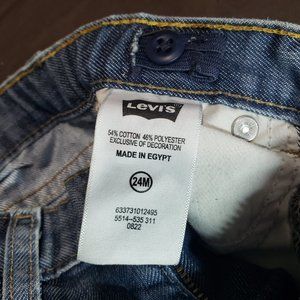 LEVI'S
54% COTTON 46% POLYESTER
EXCLUSIVE OF DECORATION
MADE IN EGYPT
24M
633731012495
5514-535 311
0822